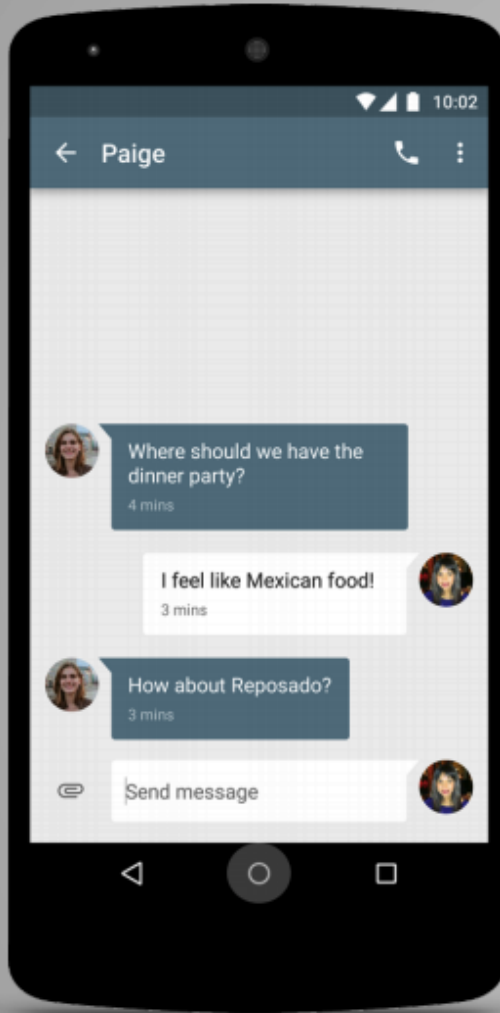 10:02
Paige
Where should we have the
dinner party?
4 mins
I feel like Mexican food!
3 mins
How about Reposado?
3 mins
Send message